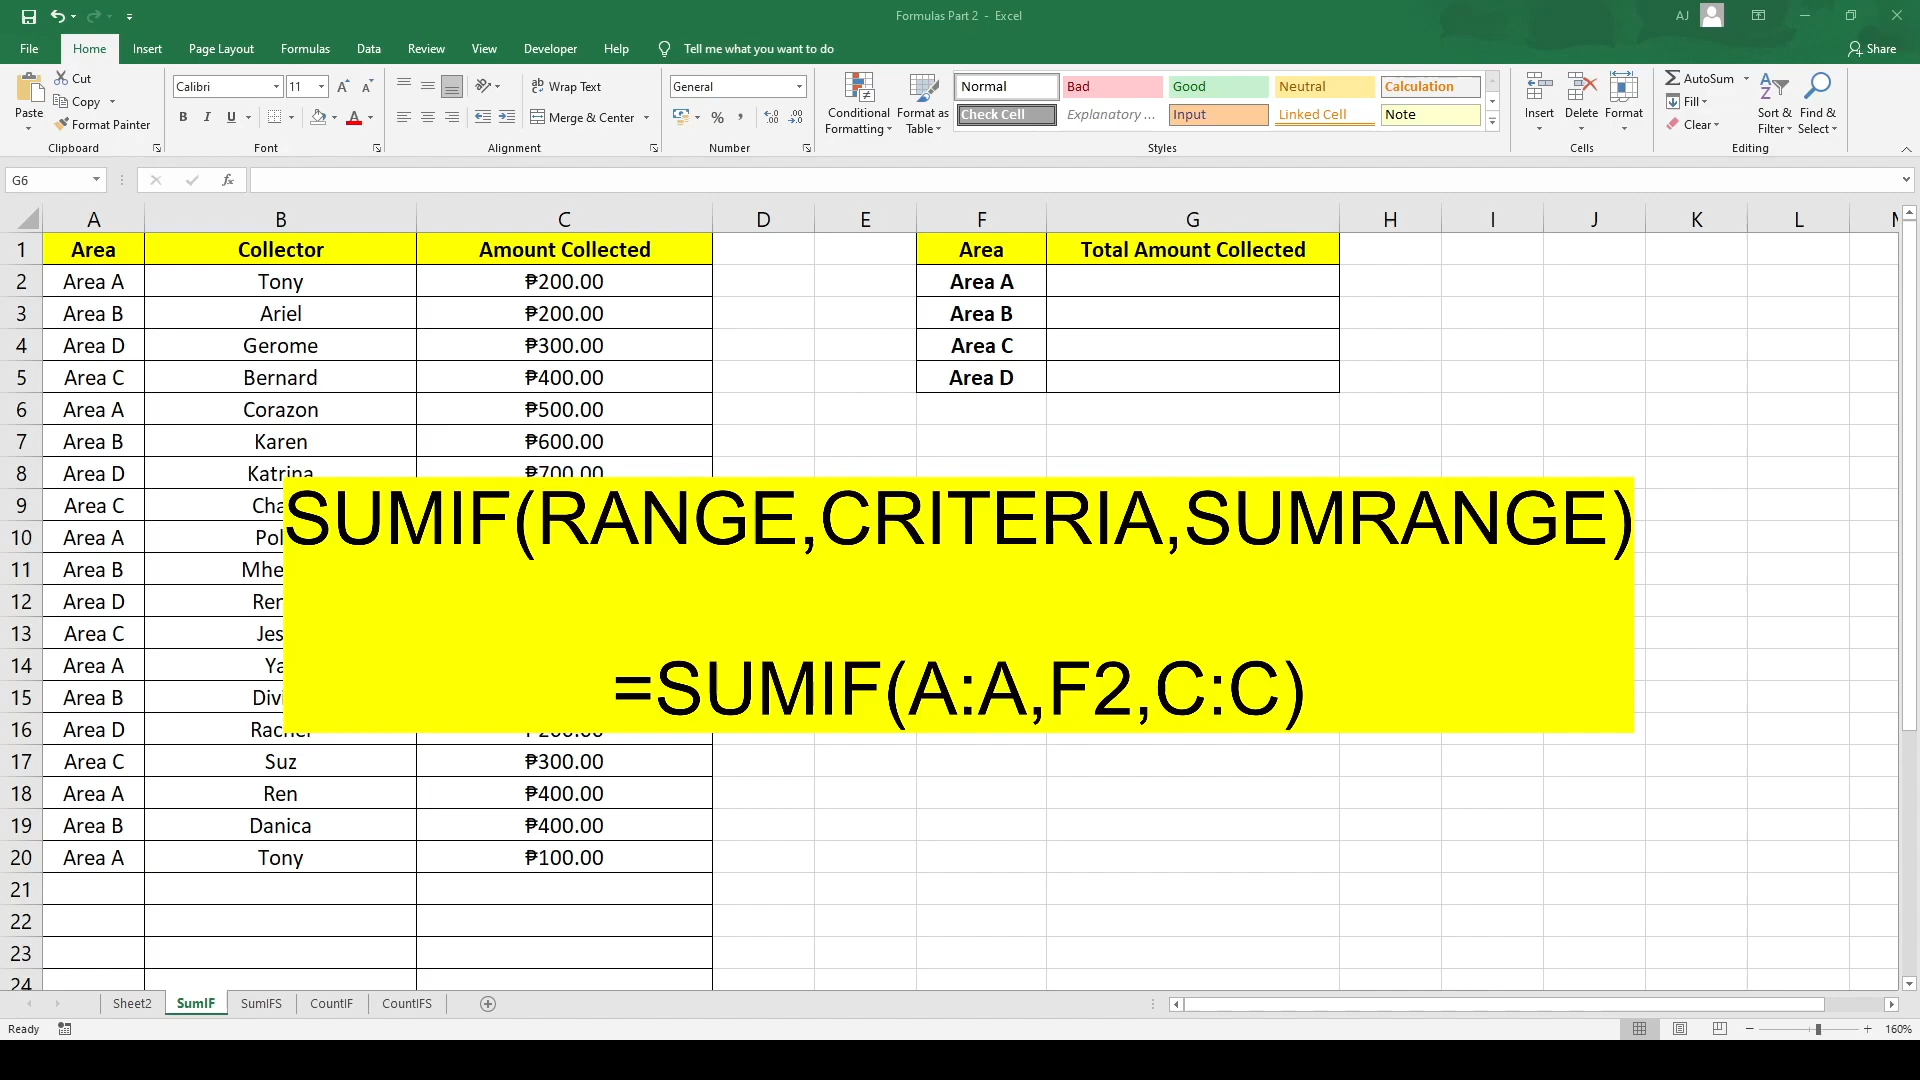 Formulas Part 2 - Excel
AJ
File Home Insert Page Layout Formulas Data Review View Developer Help Tell me what you want to do Share
Paste
Cut
Copy
Format Painter
Clipboard
Calibri 11
B I U
Font
Wrap Text
Merge & Center
Alignment
General
Number
Conditional Formatting
Format as Table
Normal Bad Good Neutral Calculation
Check Cell Explanatory ... Input Linked Cell Note
Styles
Insert Delete Format
Cells
AutoSum
Fill
Clear
Sort & Filter
Find & Select
Editing
G6
fx
A B C D E F G H I J K L
1 Area Collector Amount Collected Area Total Amount Collected
2 Area A Tony ₱200.00 Area A
3 Area B Ariel ₱200.00 Area B
4 Area D Gerome ₱300.00 Area C
5 Area C Bernard ₱400.00 Area D
6 Area A Corazon ₱500.00
7 Area B Karen ₱600.00
8 Area D Katrina ₱700.00
9 Area C
10 Area A
11 Area B
12 Area D
13 Area C
14 Area A
15 Area B
16 Area D
SUMIF(RANGE,CRITERIA,SUMRANGE)
=SUMIF(A:A,F2,C:C)
17 Area C Suz ₱300.00
18 Area A Ren ₱400.00
19 Area B Danica ₱400.00
20 Area A Tony ₱100.00
21
22
23
24
Sheet2 SumIF SumIFS CountIF CountIFS
Ready
160%